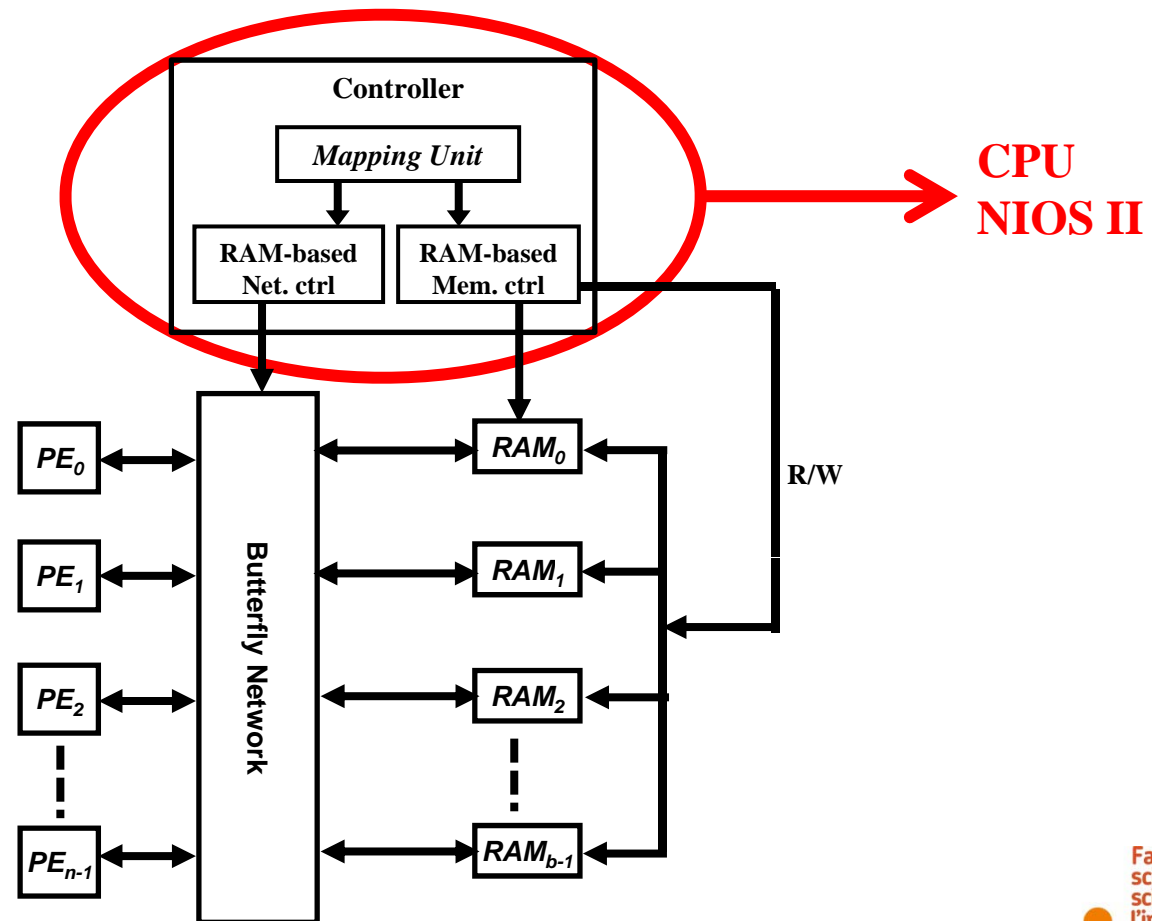 Controller
Mapping Unit
CPU
NIOS II
RAM-based
Net. ctrl
RAM-based
Mem. ctrl
PE0
RAM0
R/W
Butterfly Network
PE1
RAM1
PE2
RAM2
PEn-1
RAMb-1